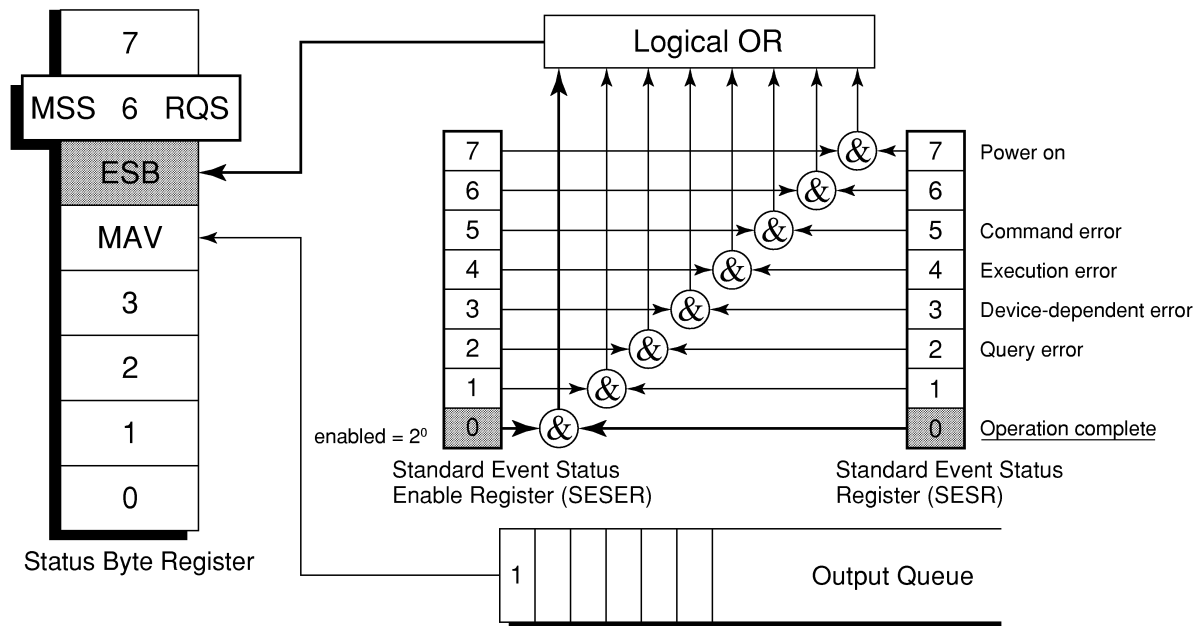 7
MSS 6 RQS
ESB
MAV
3
2
1
0
Status Byte Register
Logical OR
7 & 7 Power on
6 & 6
5 & 5 Command error
4 & 4 Execution error
3 & 3 Device-dependent error
2 & 2 Query error
1 & 1
enabled = 2⁰ 0 & 0 Operation complete
Standard Event Status
Enable Register (SESER)
Standard Event Status
Register (SESR)
1 Output Queue